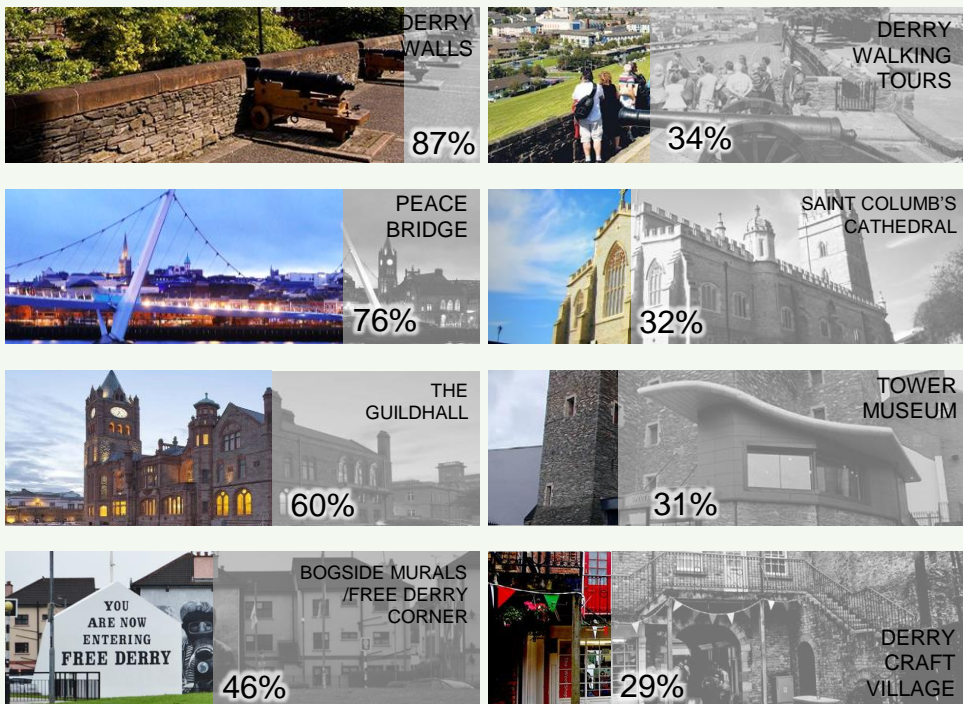 DERRY
WALLS
87%
DERRY
WALKING
TOURS
34%
PEACE
BRIDGE
76%
SAINT COLUMB'S
CATHEDRAL
32%
THE
GUILDHALL
60%
TOWER
MUSEUM
31%
YOU
ARE NOW
ENTERING
FREE DERRY
BOGSIDE MURALS
/FREE DERRY
CORNER
46%
DERRY
CRAFT
VILLAGE
29%